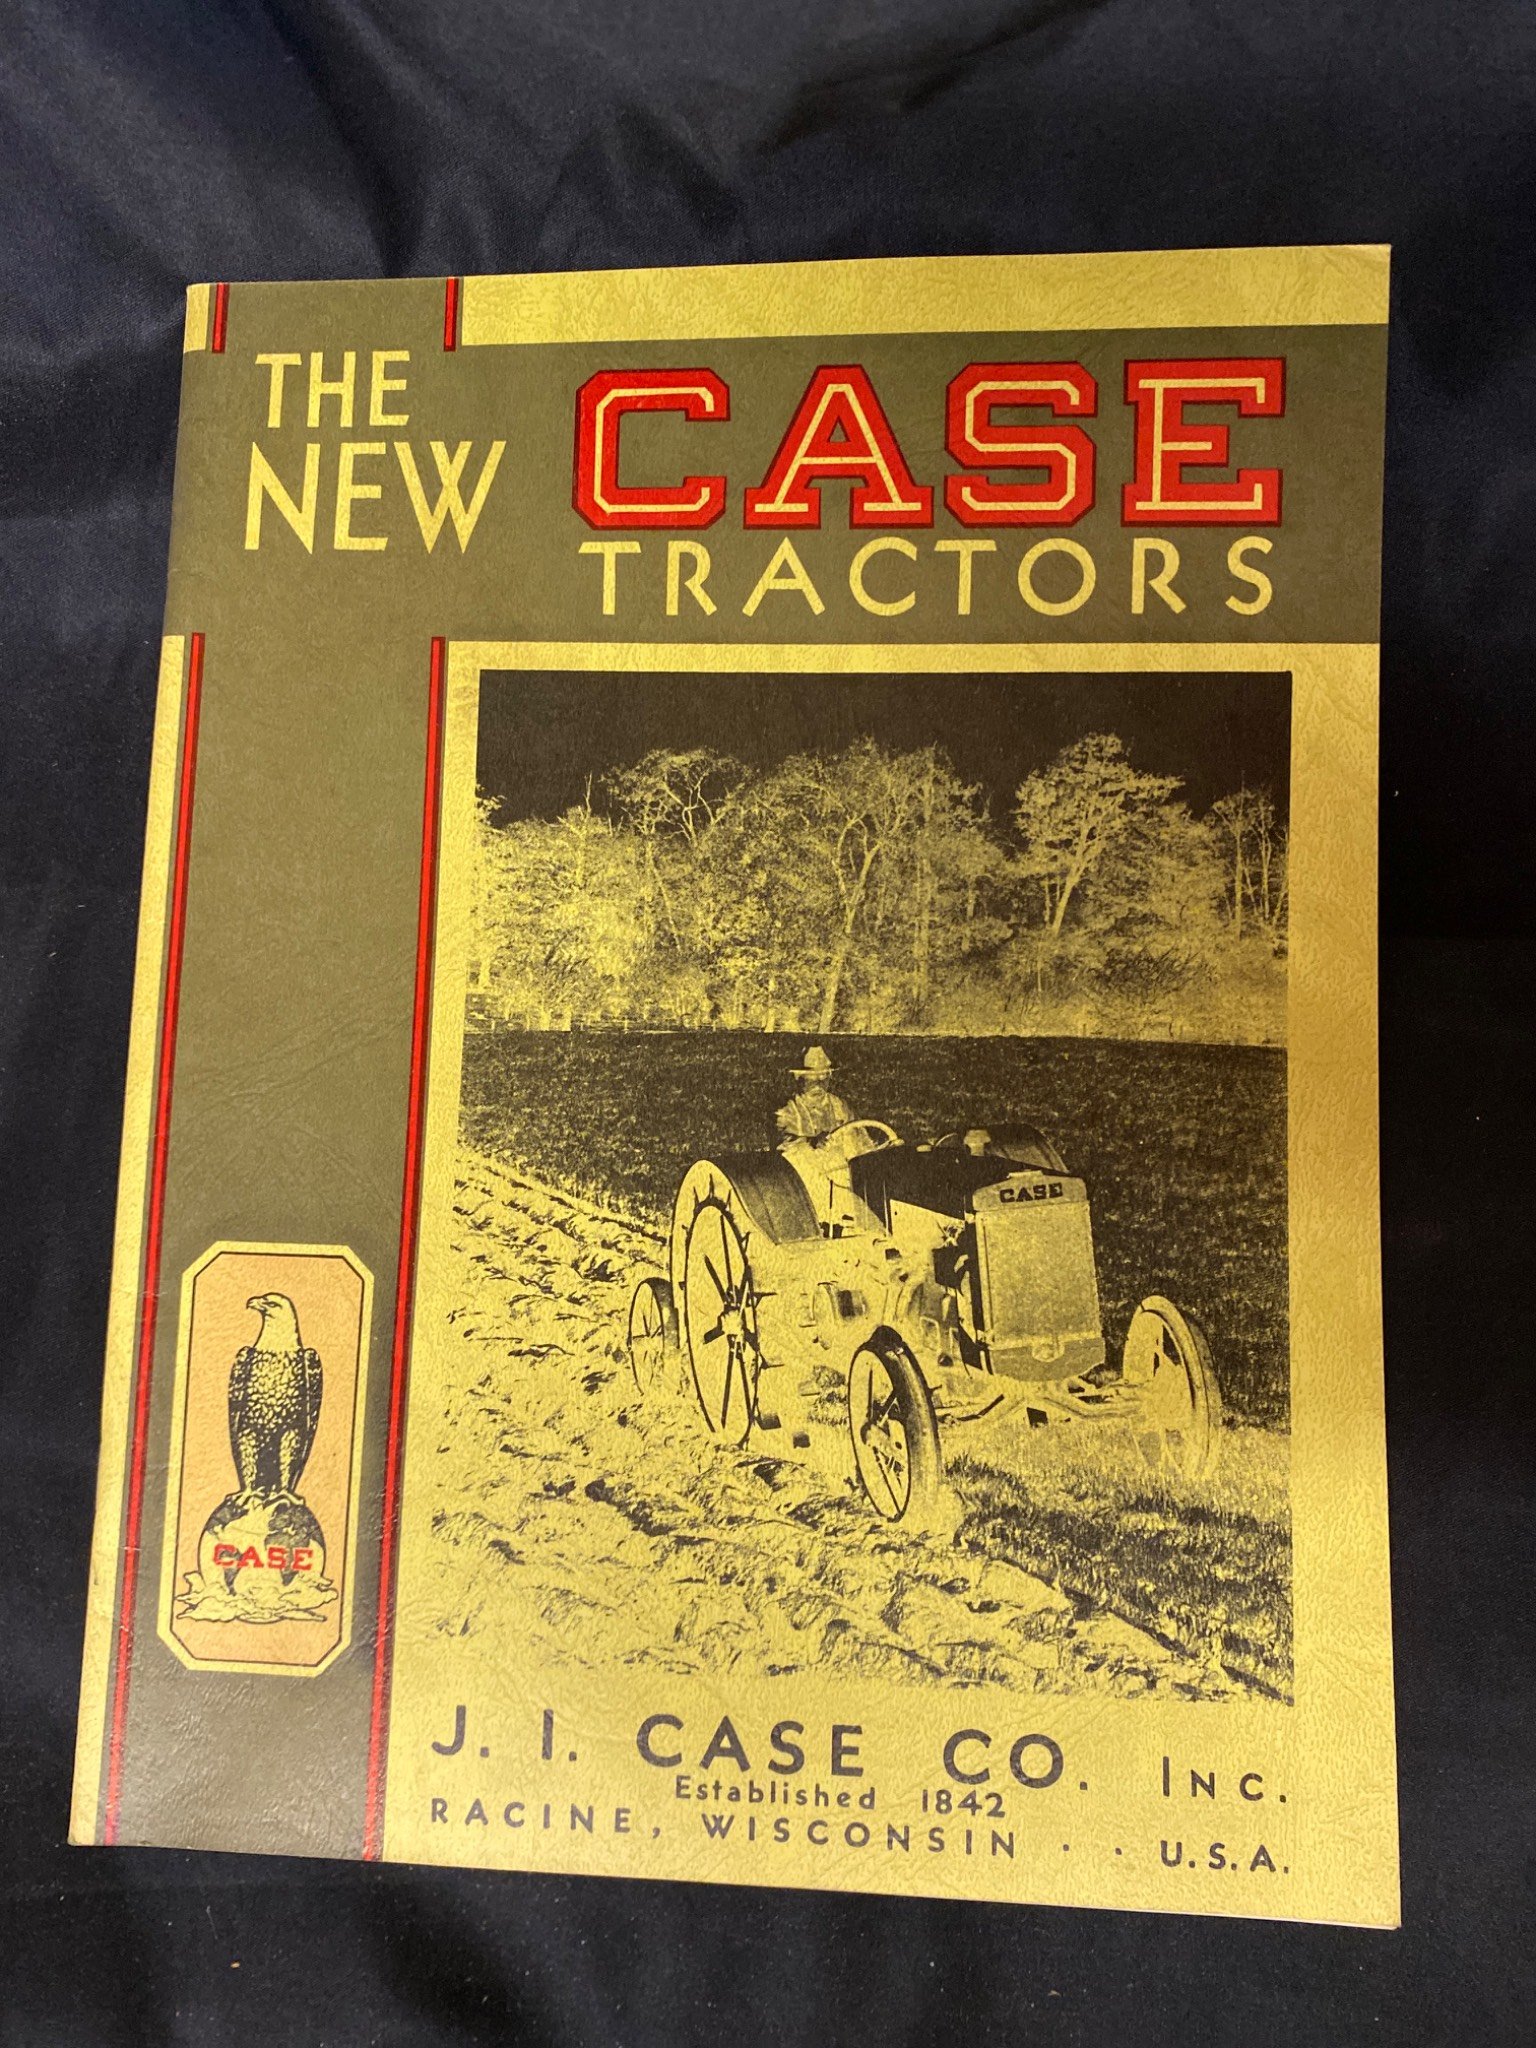 THE
NEW
CASE
TRACTORS
CASE
CASE
J. I. CASE CO. INC.
Established 1842
RACINE, WISCONSIN . . U.S.A.